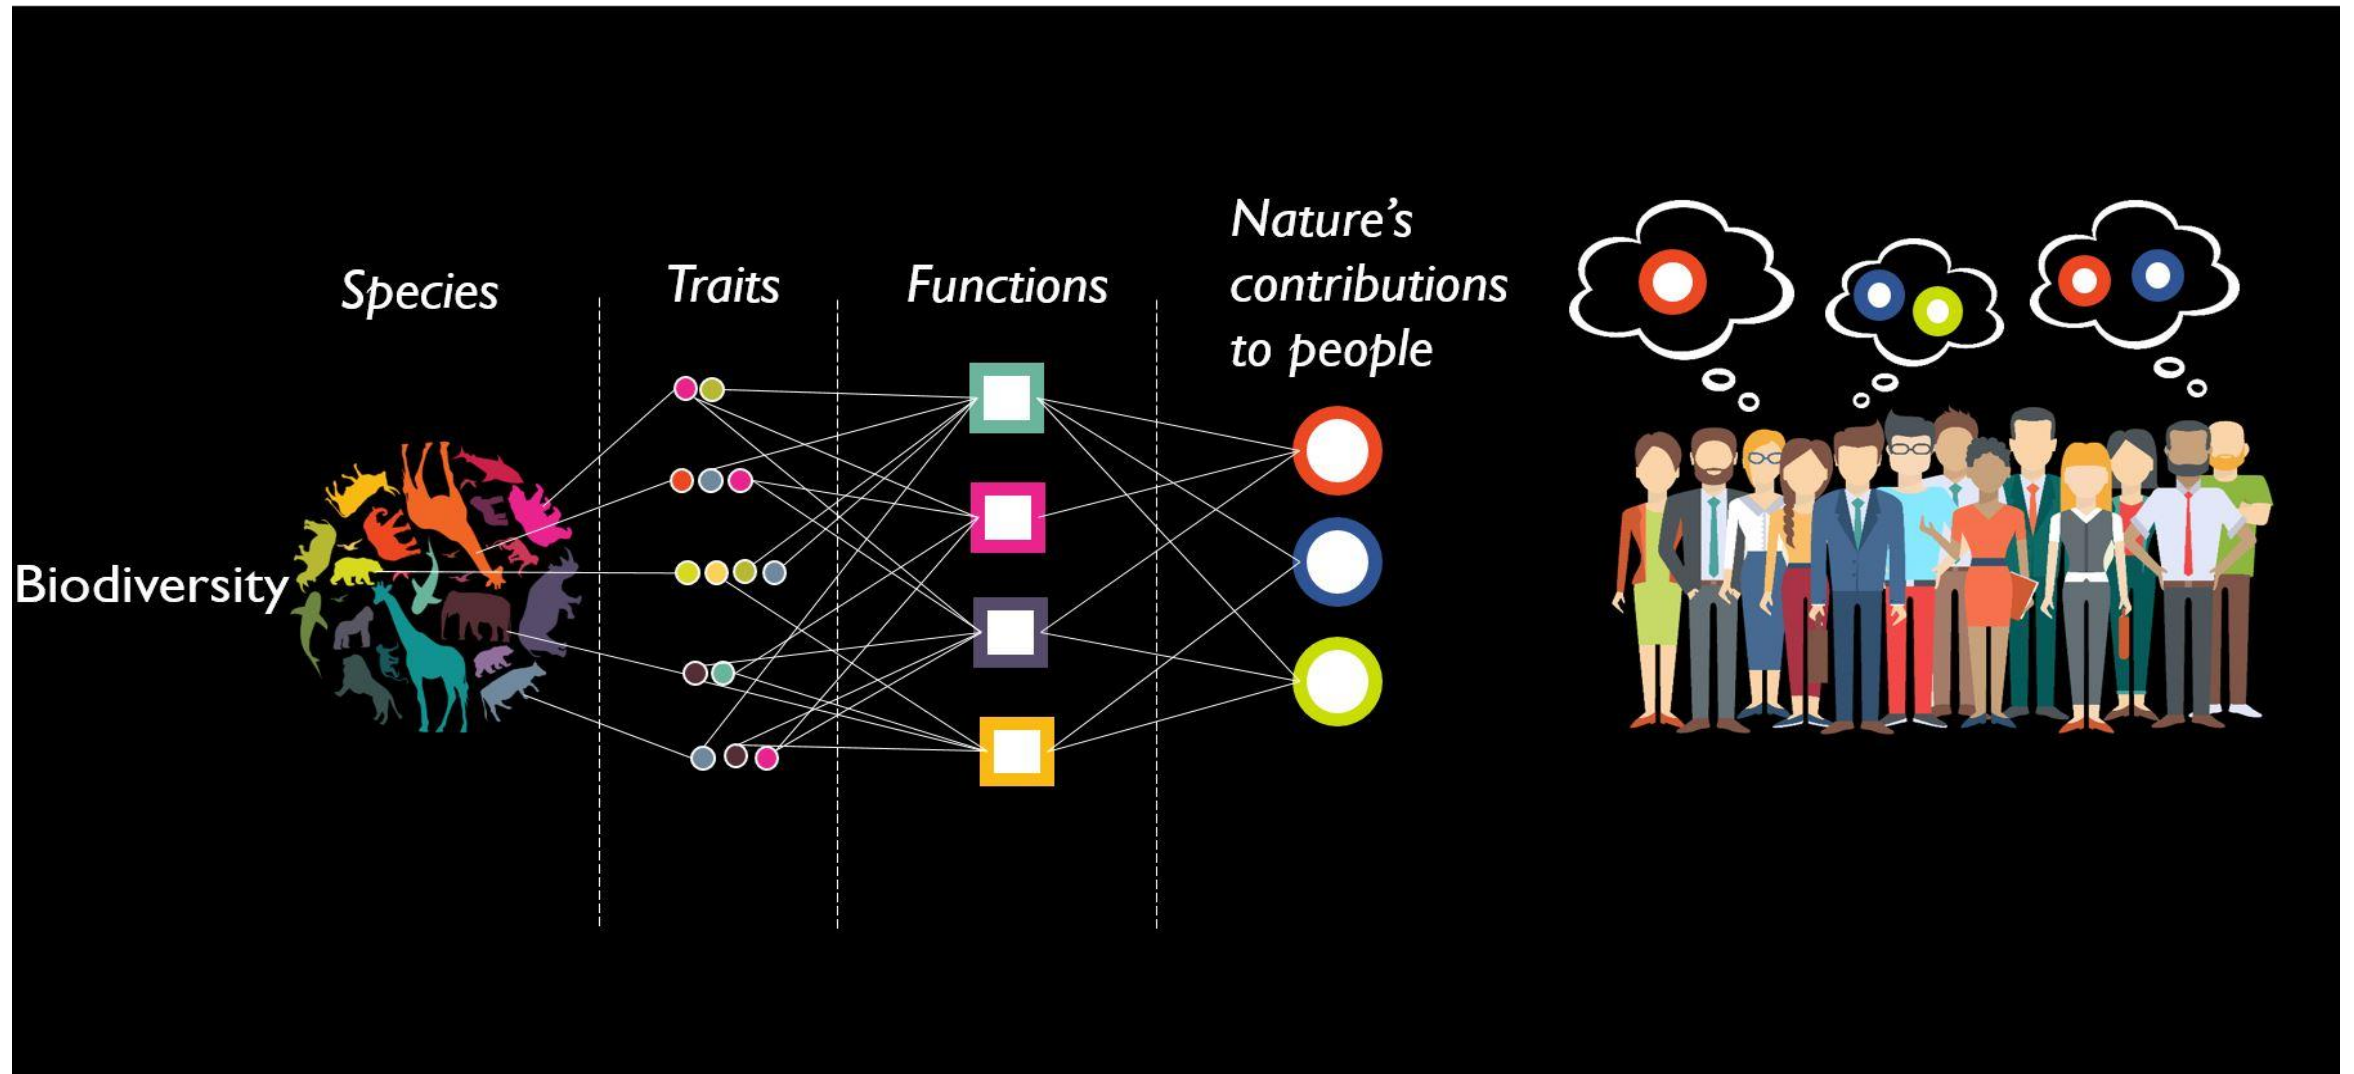 Biodiversity
Species
Traits
Functions
Nature's
contributions
to people